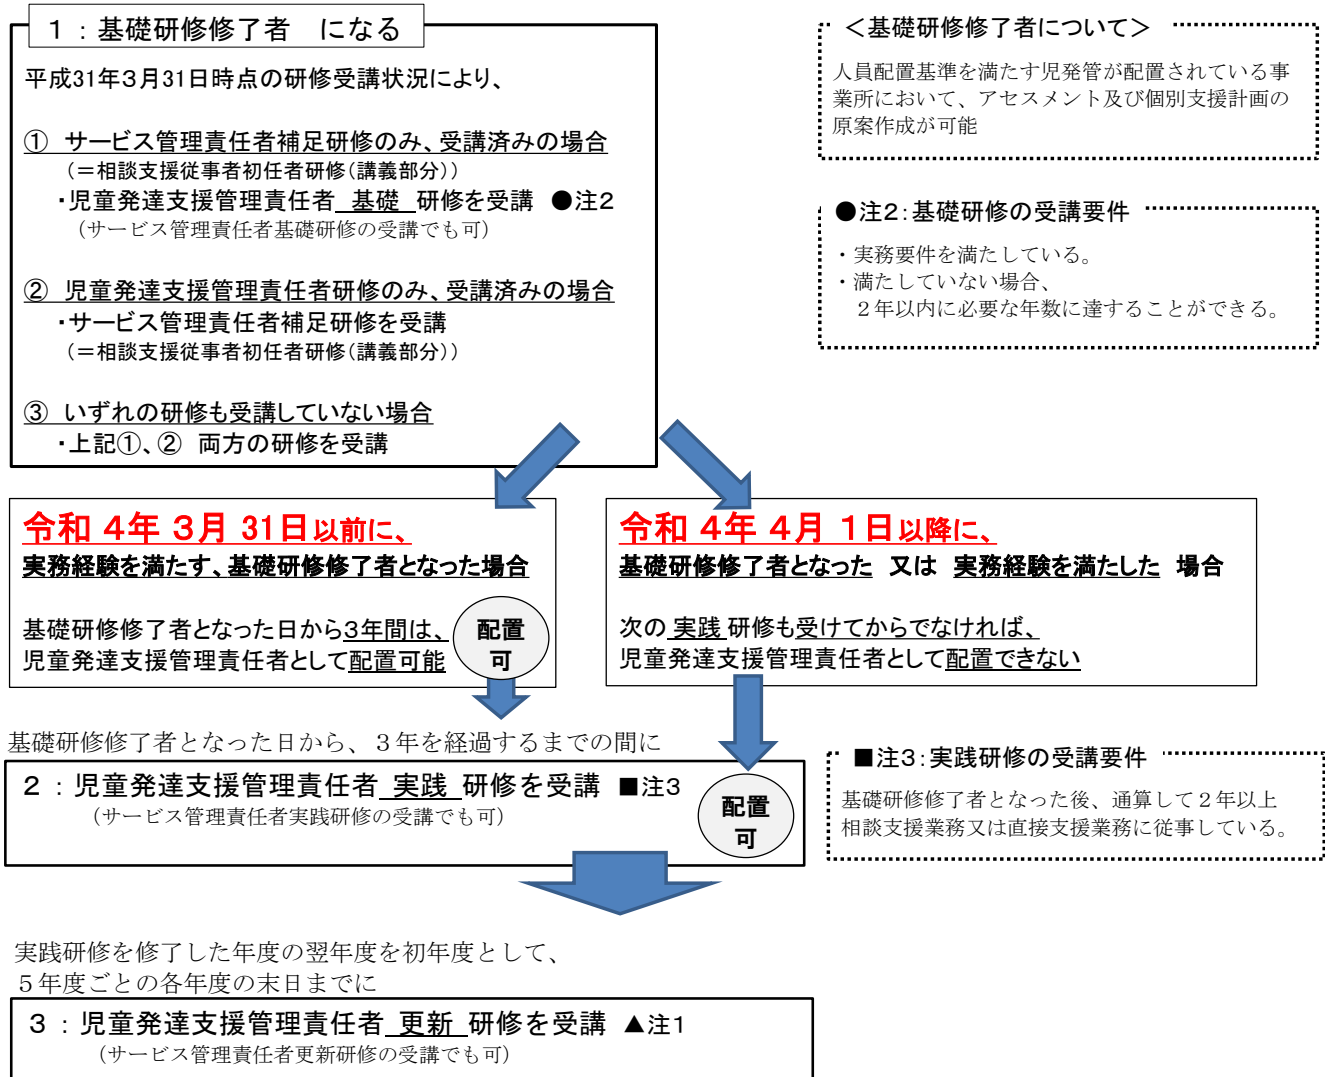 １：基礎研修修了者　になる
平成31年３月31日時点の研修受講状況により、
①　サービス管理責任者補足研修のみ、受講済みの場合
（＝相談支援従事者初任者研修（講義部分））
・児童発達支援管理責任者 基礎 研修を受講　●注２
（サービス管理責任者基礎研修の受講でも可）
②　児童発達支援管理責任者研修のみ、受講済みの場合
・サービス管理責任者補足研修を受講
（＝相談支援従事者初任者研修（講義部分））
③　いずれの研修も受講していない場合
・上記①、②　両方の研修を受講
＜基礎研修修了者について＞
人員配置基準を満たす児発管が配置されている事
業所において、アセスメント及び個別支援計画の
原案作成が可能
●注２：基礎研修の受講要件
・実務要件を満たしている。
・満たしていない場合、
２年以内に必要な年数に達することができる。
令和 ４年 ３月 31日以前に、
実務経験を満たす、基礎研修修了者となった場合
基礎研修修了者となった日から３年間は、
児童発達支援管理責任者として配置可能
配置
可
令和 ４年 ４月 １日以降に、
基礎研修修了者となった　又は　実務経験を満たした　場合
次の 実践 研修も受けてからでなければ、
児童発達支援管理責任者として配置できない
基礎研修修了者となった日から、３年を経過するまでの間に
２：児童発達支援管理責任者 実践 研修を受講　■注３
（サービス管理責任者実践研修の受講でも可）
配置
可
■注３：実践研修の受講要件
基礎研修修了者となった後、通算して２年以上
相談支援業務又は直接支援業務に従事している。
実践研修を修了した年度の翌年度を初年度として、
５年度ごとの各年度の末日までに
３：児童発達支援管理責任者 更新 研修を受講　▲注１
（サービス管理責任者更新研修の受講でも可）